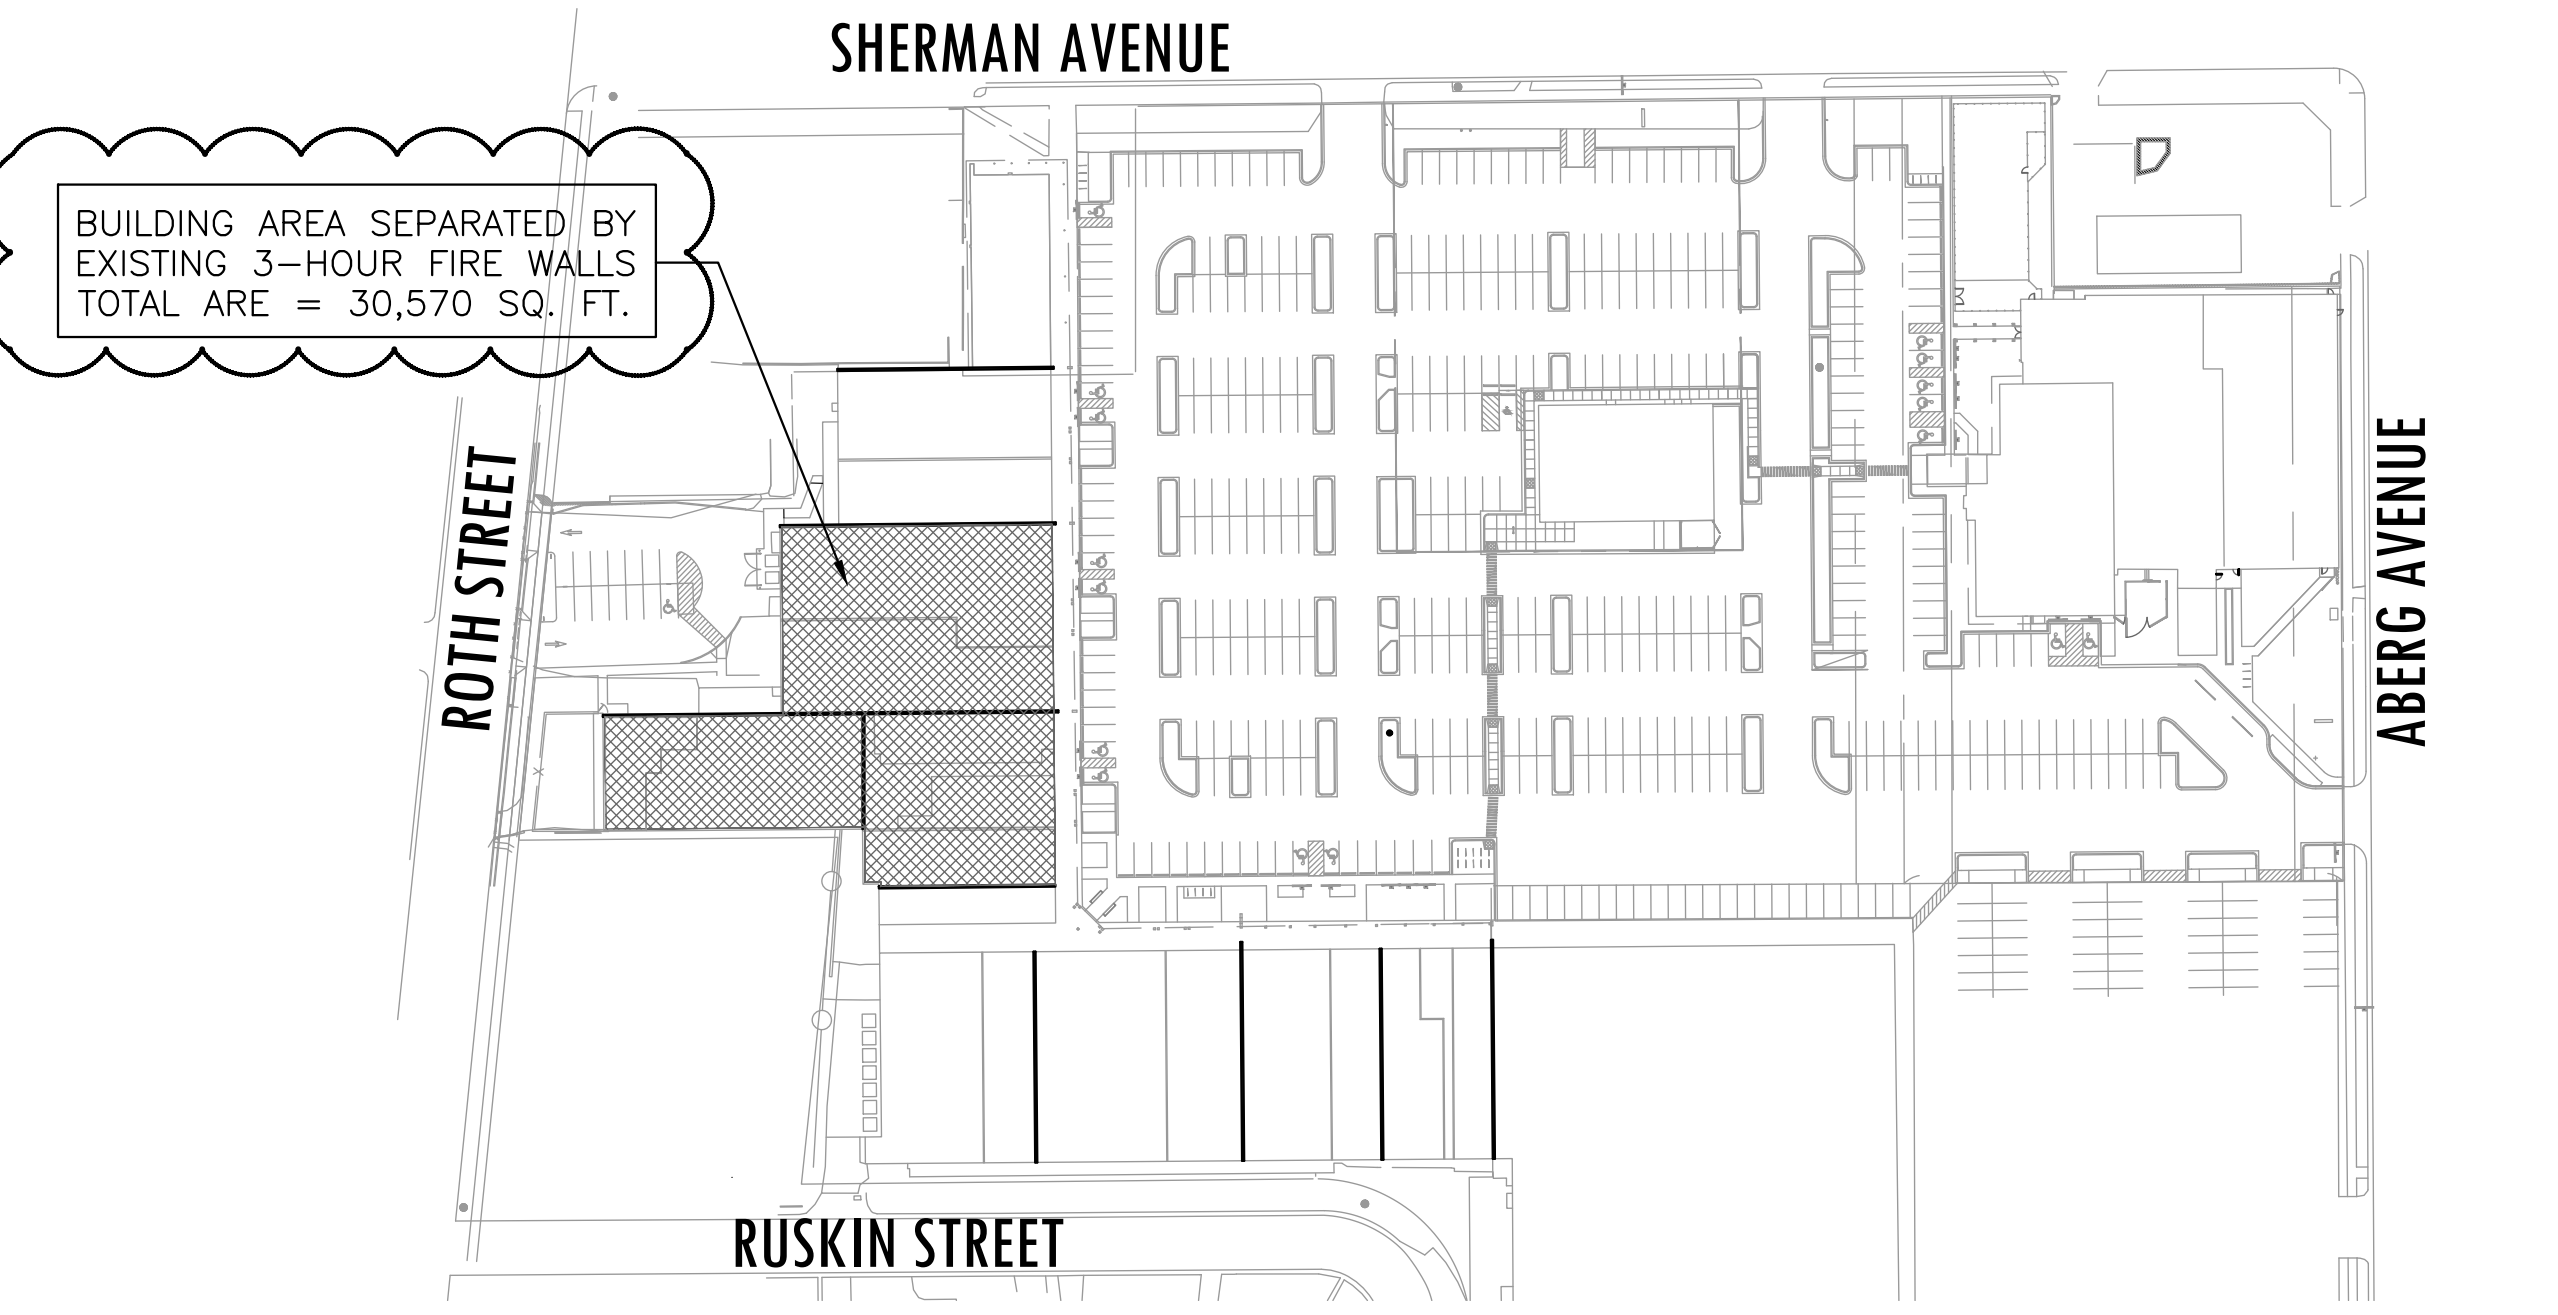 SHERMAN AVENUE
BUILDING AREA SEPARATED BY
EXISTING 3-HOUR FIRE WALLS
TOTAL ARE = 30,570 SQ. FT.
ROTH STREET
ABERG AVENUE
RUSKIN STREET